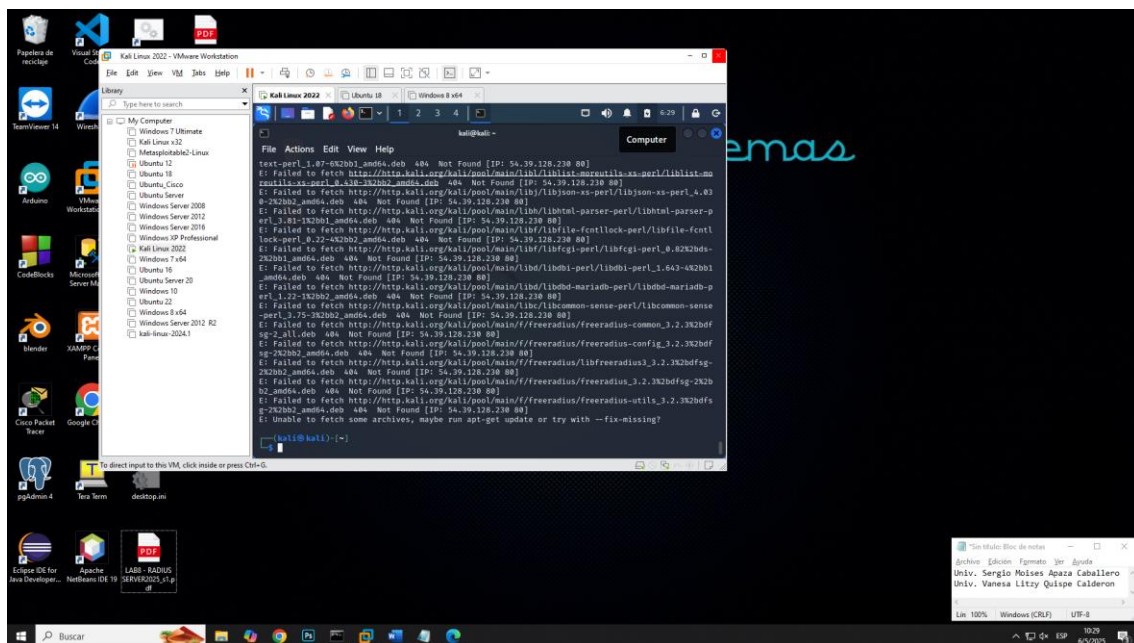 Papelera de
reciclaje
Kali Linux 2022 - VMware Workstation
File Edit View VM Tabs Help
Library
Type here to search
My Computer
Windows 7 Ultimate
Kali Linux x32
Metasploitable2-Linux
Ubuntu 12
Ubuntu 18
Ubuntu_Cisco
Ubuntu Server
Windows Server 2008
Windows Server 2012
Windows Server 2016
Windows XP Professional
Kali Linux 2022
Windows 7 x64
Ubuntu 16
Ubuntu Server 20
Windows 10
Ubuntu 22
Windows 8 x64
Windows Server 2012 R2
kali-linux-2024.1
Kali Linux 2022 Ubuntu 18 Windows 8 x64
1 2 3 4
6:29
kali@kali: ~
Computer
File Actions Edit View Help
text-perl_1.07-6%2bb1_amd64.deb 404 Not Found [IP: 54.39.128.230 80]
E: Failed to fetch http://http.kali.org/kali/pool/main/libl/liblist-moreutils-xs-perl/liblist-mo
reutils-xs-perl_0.430-3%2bb2_amd64.deb 404 Not Found [IP: 54.39.128.230 80]
E: Failed to fetch http://http.kali.org/kali/pool/main/libj/libjson-xs-perl/libjson-xs-perl_4.03
0-2%2bb2_amd64.deb 404 Not Found [IP: 54.39.128.230 80]
E: Failed to fetch http://http.kali.org/kali/pool/main/libh/libhtml-parser-perl/libhtml-parser-p
erl_3.81-1%2bb1_amd64.deb 404 Not Found [IP: 54.39.128.230 80]
E: Failed to fetch http://http.kali.org/kali/pool/main/libf/libfile-fcntllock-perl/libfile-fcntl
lock-perl_0.22-4%2bb2_amd64.deb 404 Not Found [IP: 54.39.128.230 80]
E: Failed to fetch http://http.kali.org/kali/pool/main/libf/libfcgi-perl/libfcgi-perl_0.82%2bds-
2%2bb1_amd64.deb 404 Not Found [IP: 54.39.128.230 80]
E: Failed to fetch http://http.kali.org/kali/pool/main/libd/libdbi-perl/libdbi-perl_1.643-4%2bb1
_amd64.deb 404 Not Found [IP: 54.39.128.230 80]
E: Failed to fetch http://http.kali.org/kali/pool/main/libd/libdbd-mariadb-perl/libdbd-mariadb-p
erl_1.22-1%2bb2_amd64.deb 404 Not Found [IP: 54.39.128.230 80]
E: Failed to fetch http://http.kali.org/kali/pool/main/libc/libcommon-sense-perl/libcommon-sense
-perl_3.75-3%2bb2_amd64.deb 404 Not Found [IP: 54.39.128.230 80]
E: Failed to fetch http://http.kali.org/kali/pool/main/f/freeradius/freeradius-common_3.2.3%2bdf
sg-2_all.deb 404 Not Found [IP: 54.39.128.230 80]
E: Failed to fetch http://http.kali.org/kali/pool/main/f/freeradius/freeradius-config_3.2.3%2bdf
sg-2%2bb2_amd64.deb 404 Not Found [IP: 54.39.128.230 80]
E: Failed to fetch http://http.kali.org/kali/pool/main/f/freeradius/libfreeradius3_3.2.3%2bdfsg-
2%2bb2_amd64.deb 404 Not Found [IP: 54.39.128.230 80]
E: Failed to fetch http://http.kali.org/kali/pool/main/f/freeradius/freeradius_3.2.3%2bdfsg-2%2b
b2_amd64.deb 404 Not Found [IP: 54.39.128.230 80]
E: Failed to fetch http://http.kali.org/kali/pool/main/f/freeradius/freeradius-utils_3.2.3%2bdfs
g-2%2bb2_amd64.deb 404 Not Found [IP: 54.39.128.230 80]
E: Unable to fetch some archives, maybe run apt-get update or try with --fix-missing?
(kali㉿kali)-[~]
$
To direct input to this VM, click inside or press Ctrl+G.
emas
PDF
Visual St
Code
TeamViewer 14
Wiresh
Arduino
VMwa
Workstatio
CodeBlocks
Microsof
Server Ma
blender
XAMPP C
Pane
Cisco Packet
Tracer
Google Ch
pgAdmin 4
Tera Term
desktop.ini
Eclipse IDE for
Java Developer...
Apache
NetBeans IDE 19
PDF
LAB8 - RADIUS
SERVER2025_s1.p
df
*Sin título: Bloc de notas
Archivo Edición Formato Ver Ayuda
Univ. Sergio Moises Apaza Caballero
Univ. Vanesa Litzy Quispe Calderon
Lín 100% Windows (CRLF) UTF-8
Buscar
ESP
10:29
6/5/2025